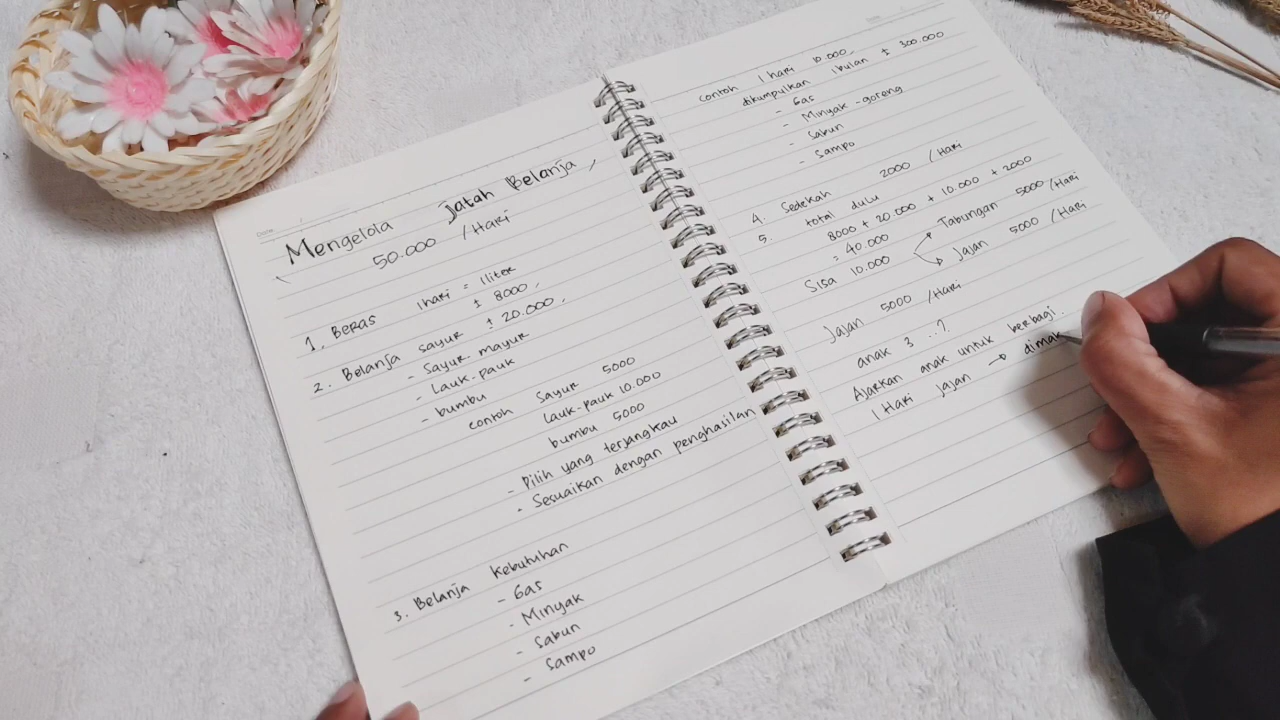 Mengelola Jatah Belanja,
50.000 /Hari
1. Beras 1hari = 1liter
± 8000,
2. Belanja sayur ± 20.000,
- Sayur-mayur
- Lauk-pauk
- bumbu
contoh Sayur 5000
lauk-pauk 10.000
bumbu 5000
- Pilih yang terjangkau
- Sesuaikan dengan penghasilan
3. Belanja Kebutuhan
- Gas
- Minyak
- Sabun
- Sampo
contoh 1 hari 10.000,
dikumpulkan 1bulan ± 300.000
- Gas
- Minyak-goreng
- Sabun
- Sampo
4. Sedekah 2000 /Hari
5. total dulu
8000 + 20.000 + 10.000 + 2000
= 40.000
Sisa 10.000
Tabungan 5000 /Hari
Jajan 5000 /Hari
Jajan 5000 /Hari
anak 3 ..?
Ajarkan anak untuk berbagi.
1 Hari jajan → dimak